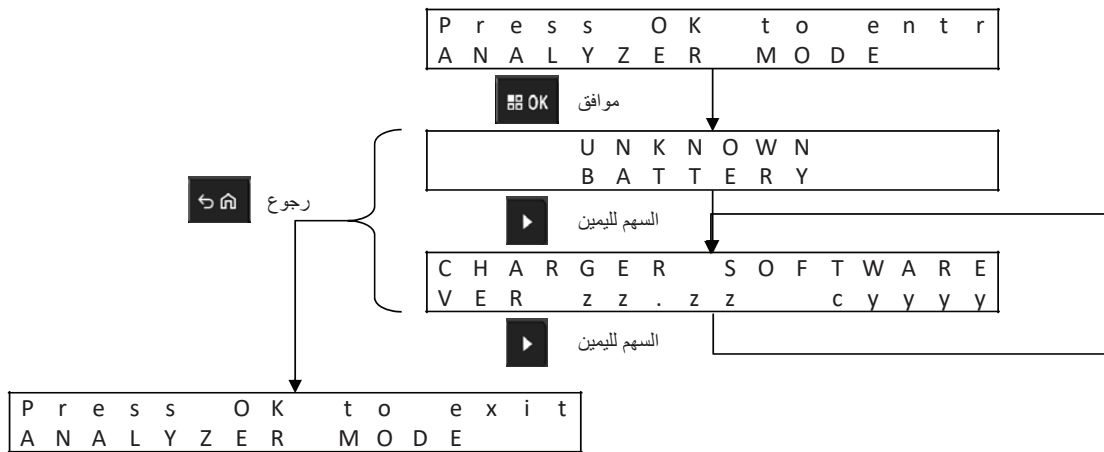 Press OK to entr
ANALYZER MODE
OK موافق
UNKNOWN
BATTERY
رجوع
السهم لليمين
CHARGER SOFTWARE
VER zz.zz cyyyy
السهم لليمين
Press OK to exit
ANALYZER MODE